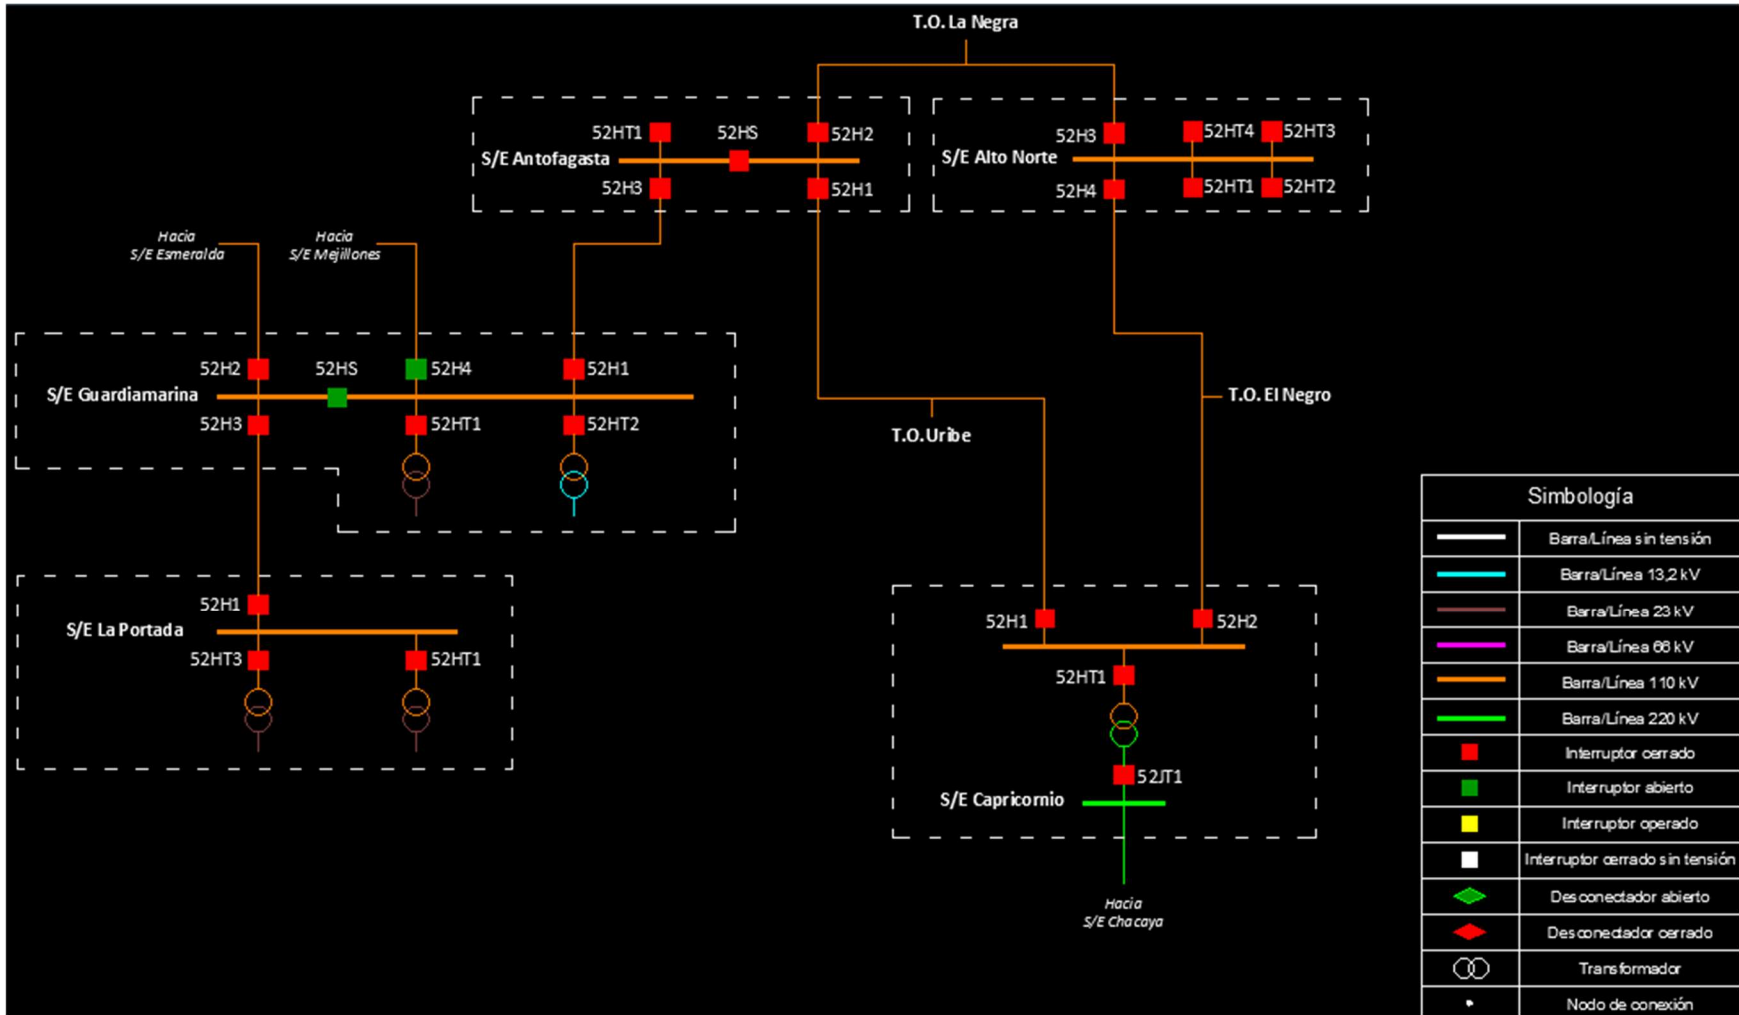 T.O. La Negra
52HT1
52HS
52H2
S/E Antofagasta
52H3
52H1
52H3
52HT4
52HT3
S/E Alto Norte
52H4
52HT1
52HT2
Hacia
S/E Esmeralda
Hacia
S/E Mejillones
52H2
52HS
52H4
52H1
S/E Guardiamarina
52H3
52HT1
52HT2
T.O. El Negro
T.O. Uribe
52H1
S/E La Portada
52HT3
52HT1
52H1
52H2
52HT1
52JT1
S/E Capricornio
Hacia
S/E Chacaya
Simbología
Barra/Línea sin tensión
Barra/Línea 13,2 kV
Barra/Línea 23 kV
Barra/Línea 66 kV
Barra/Línea 110 kV
Barra/Línea 220 kV
Interruptor cerrado
Interruptor abierto
Interruptor operado
Interruptor cerrado sin tensión
Desconectador abierto
Desconectador cerrado
Transformador
Nodo de conexión